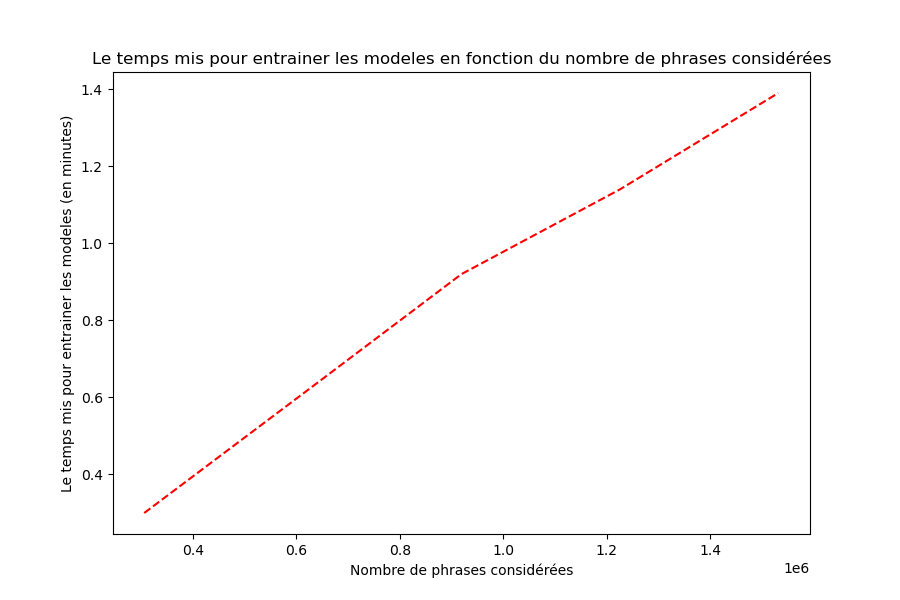 Le temps mis pour entrainer les modeles en fonction du nombre de phrases considérées
Le temps mis pour entrainer les modeles (en minutes)
1.4
1.2
1.0
0.8
0.6
0.4
0.4 0.6 0.8 1.0 1.2 1.4
1e6
Nombre de phrases considérées